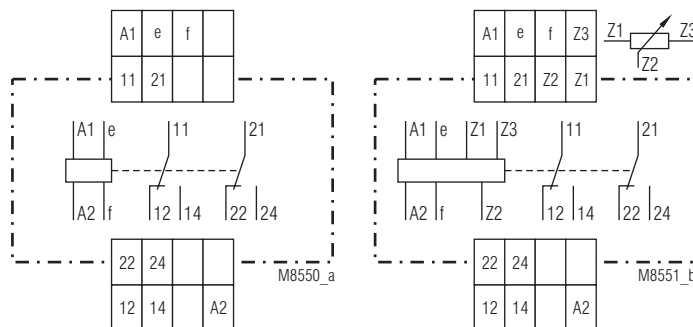 A1 e f
11 21
A1 e 11 21
A2 f 12 14 22 24
22 24
12 14 A2
M8550_a
A1 e f Z3
11 21 Z2 Z1
Z1 Z3
Z2
A1 e Z1 Z3 11 21
A2 f Z2 12 14 22 24
22 24
12 14 A2
M8551_b